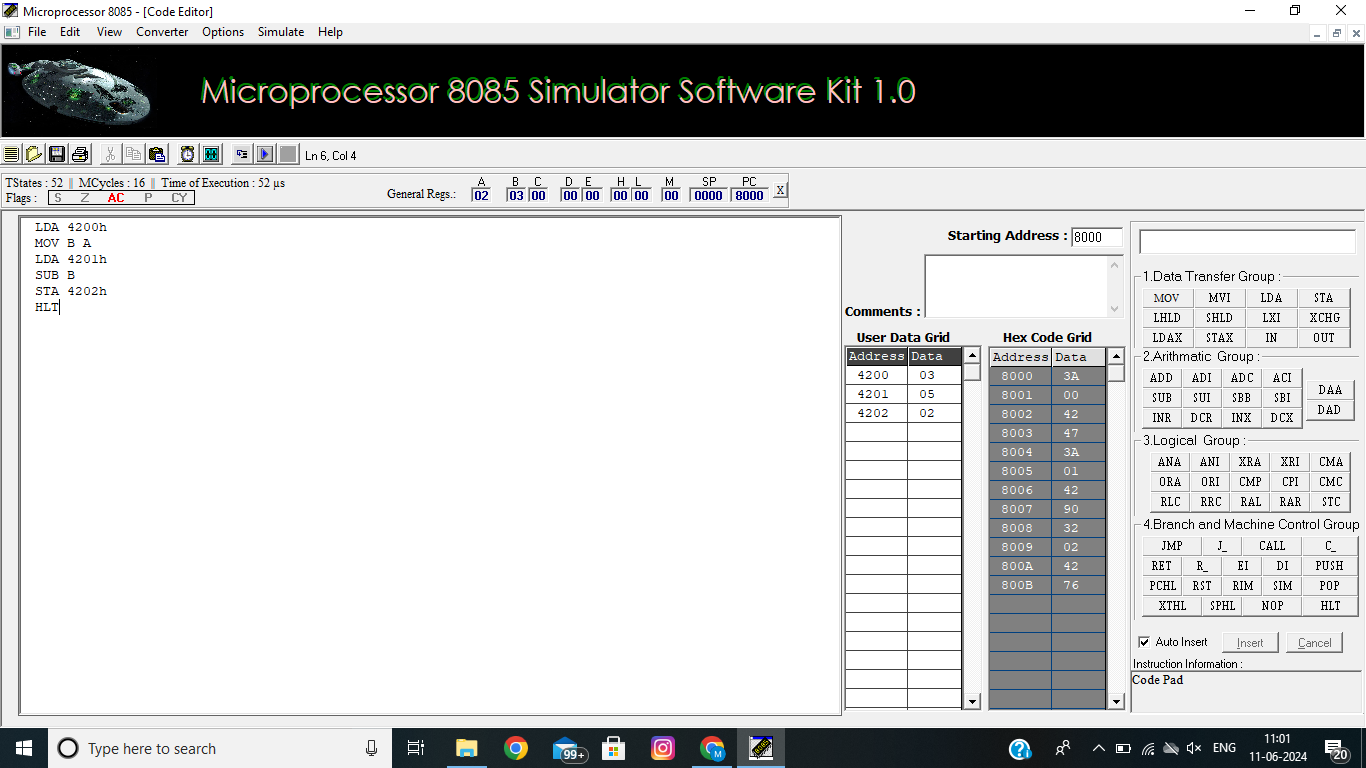 Microprocessor 8085 - [Code Editor]
File Edit View Converter Options Simulate Help
Microprocessor 8085 Simulator Software Kit 1.0
Ln 6, Col 4
TStates : 52 MCycles : 16 Time of Execution : 52 µs
Flags : S Z AC P CY
General Regs.:
A B C D E H L M SP PC
02 03 00 00 00 00 00 00 0000 8000
X
LDA 4200h
MOV B A
LDA 4201h
SUB B
STA 4202h
HLT
Starting Address : 8000
Comments :
User Data Grid
Address Data
4200 03
4201 05
4202 02
Hex Code Grid
Address Data
8000 3A
8001 00
8002 42
8003 47
8004 3A
8005 01
8006 42
8007 90
8008 32
8009 02
800A 42
800B 76
1.Data Transfer Group :
MOV MVI LDA STA
LHLD SHLD LXI XCHG
LDAX STAX IN OUT
2.Arithmatic Group :
ADD ADI ADC ACI
SUB SUI SBB SBI
INR DCR INX DCX
DAA
DAD
3.Logical Group :
ANA ANI XRA XRI CMA
ORA ORI CMP CPI CMC
RLC RRC RAL RAR STC
4.Branch and Machine Control Group
JMP J_ CALL C_
RET R_ EI DI PUSH
PCHL RST RIM SIM POP
XTHL SPHL NOP HLT
Auto Insert Insert Cancel
Instruction Information :
Code Pad
Type here to search
99+
M
8085
ENG
11:01
11-06-2024
20